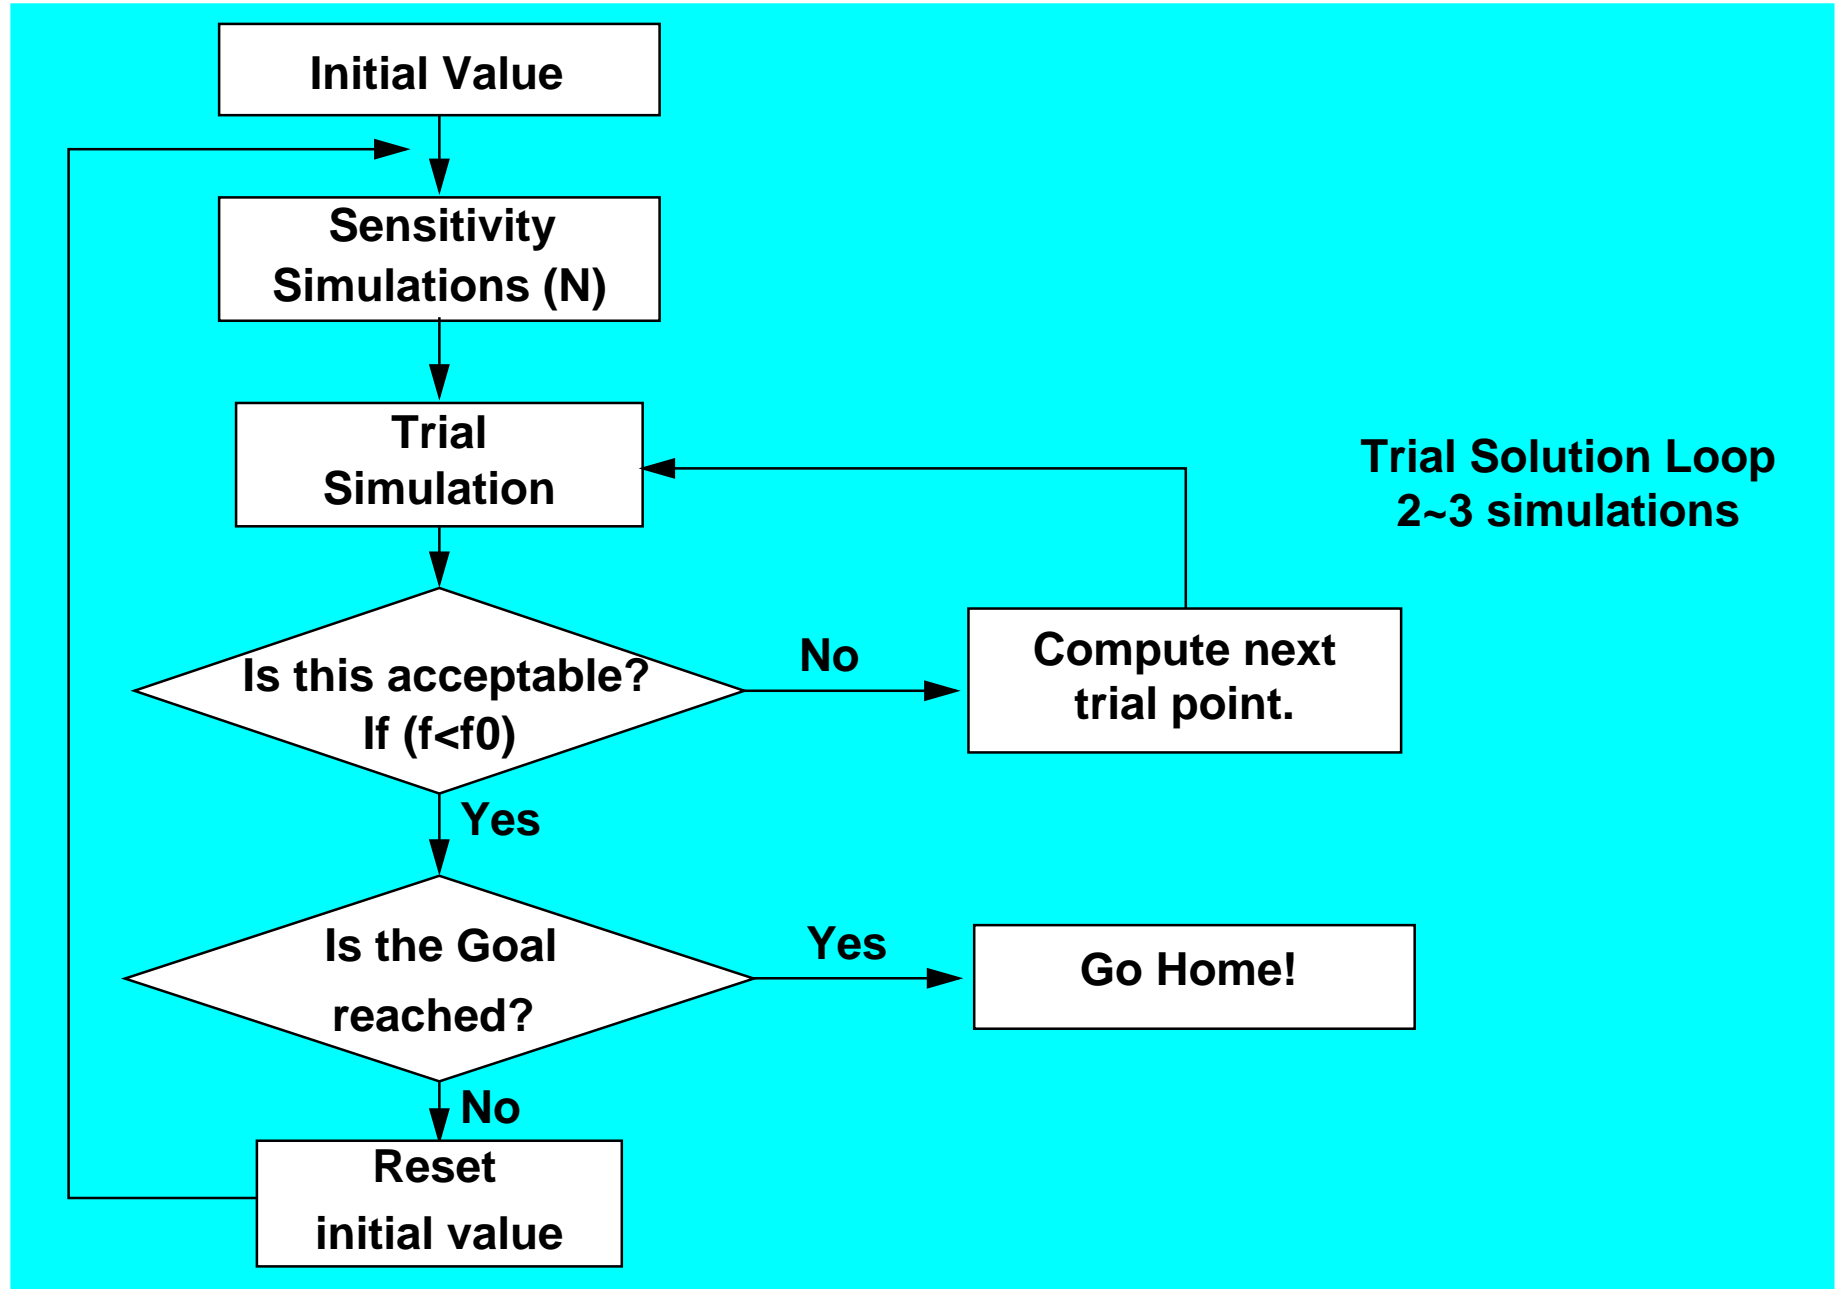 Initial Value
Sensitivity
Simulations (N)
Trial
Simulation
Trial Solution Loop
2~3 simulations
Is this acceptable?
If (f<f0)
No
Compute next
trial point.
Yes
Is the Goal
reached?
Yes
Go Home!
No
Reset
initial value